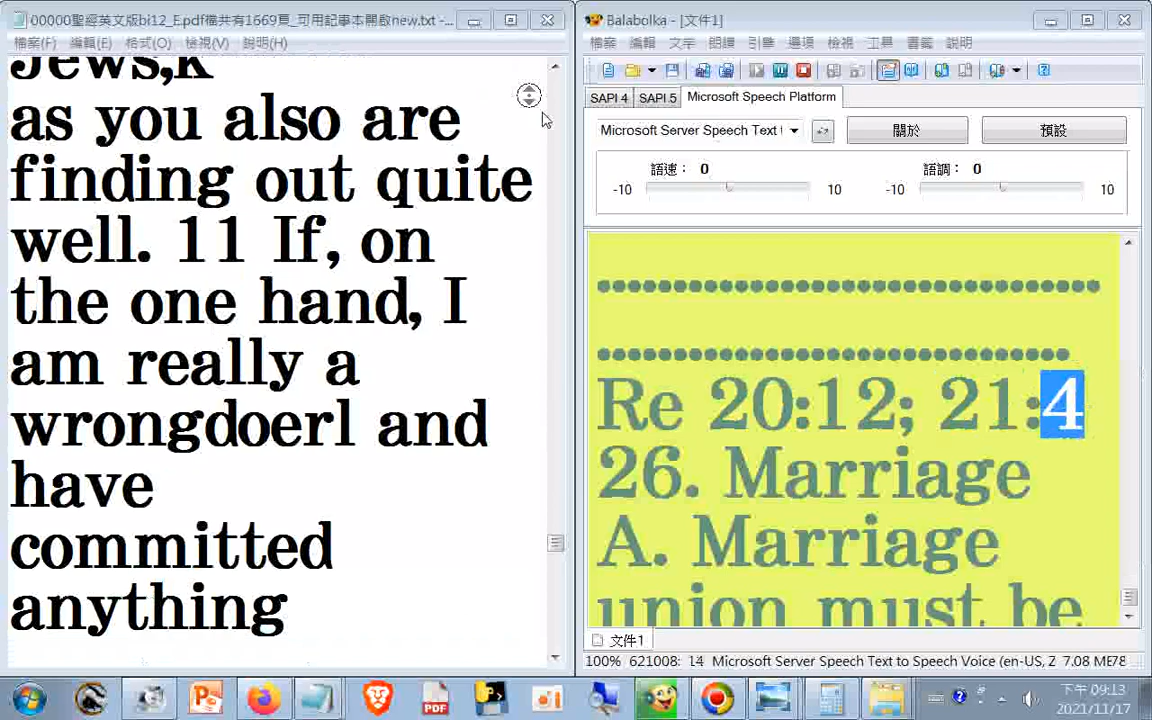 00000聖經英文版bi12_E.pdf檔共有1669頁_可用記事本開啟new.txt -...
檔案(F) 編輯(E) 格式(O) 檢視(V) 說明(H)
Jews,k
as you also are
finding out quite
well. 11 If, on
the one hand, I
am really a
wrongdoerl and
have
committed
anything
Balabolka - [文件1]
檔案 編輯 文字 朗讀 引擎 選項 檢視 工具 書籤 說明
SAPI 4 SAPI 5 Microsoft Speech Platform
Microsoft Server Speech Text 關於 預設
語速： 0 語調： 0
-10 10 -10 10
••••••••••••••••••••••••••••••••••
••••••••••••••••••••••••••••••••
Re 20:12; 21:4
26. Marriage
A. Marriage
union must be
文件1
100% 621008: 14 Microsoft Server Speech Text to Speech Voice (en-US, Z 7.08 ME78
PDF
下午 09:13
2021/11/17